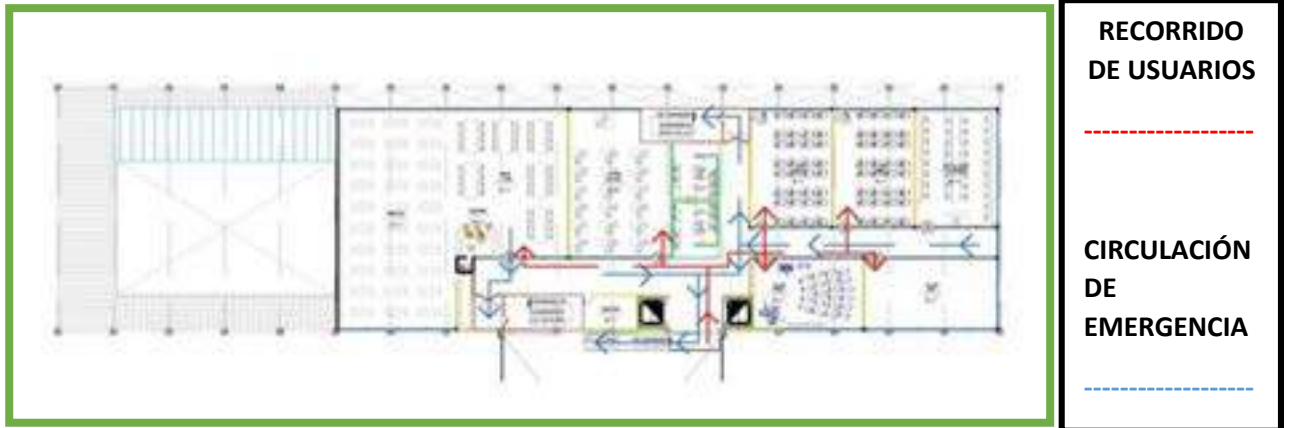 RECORRIDO
DE USUARIOS
--------------------
CIRCULACIÓN
DE
EMERGENCIA
--------------------